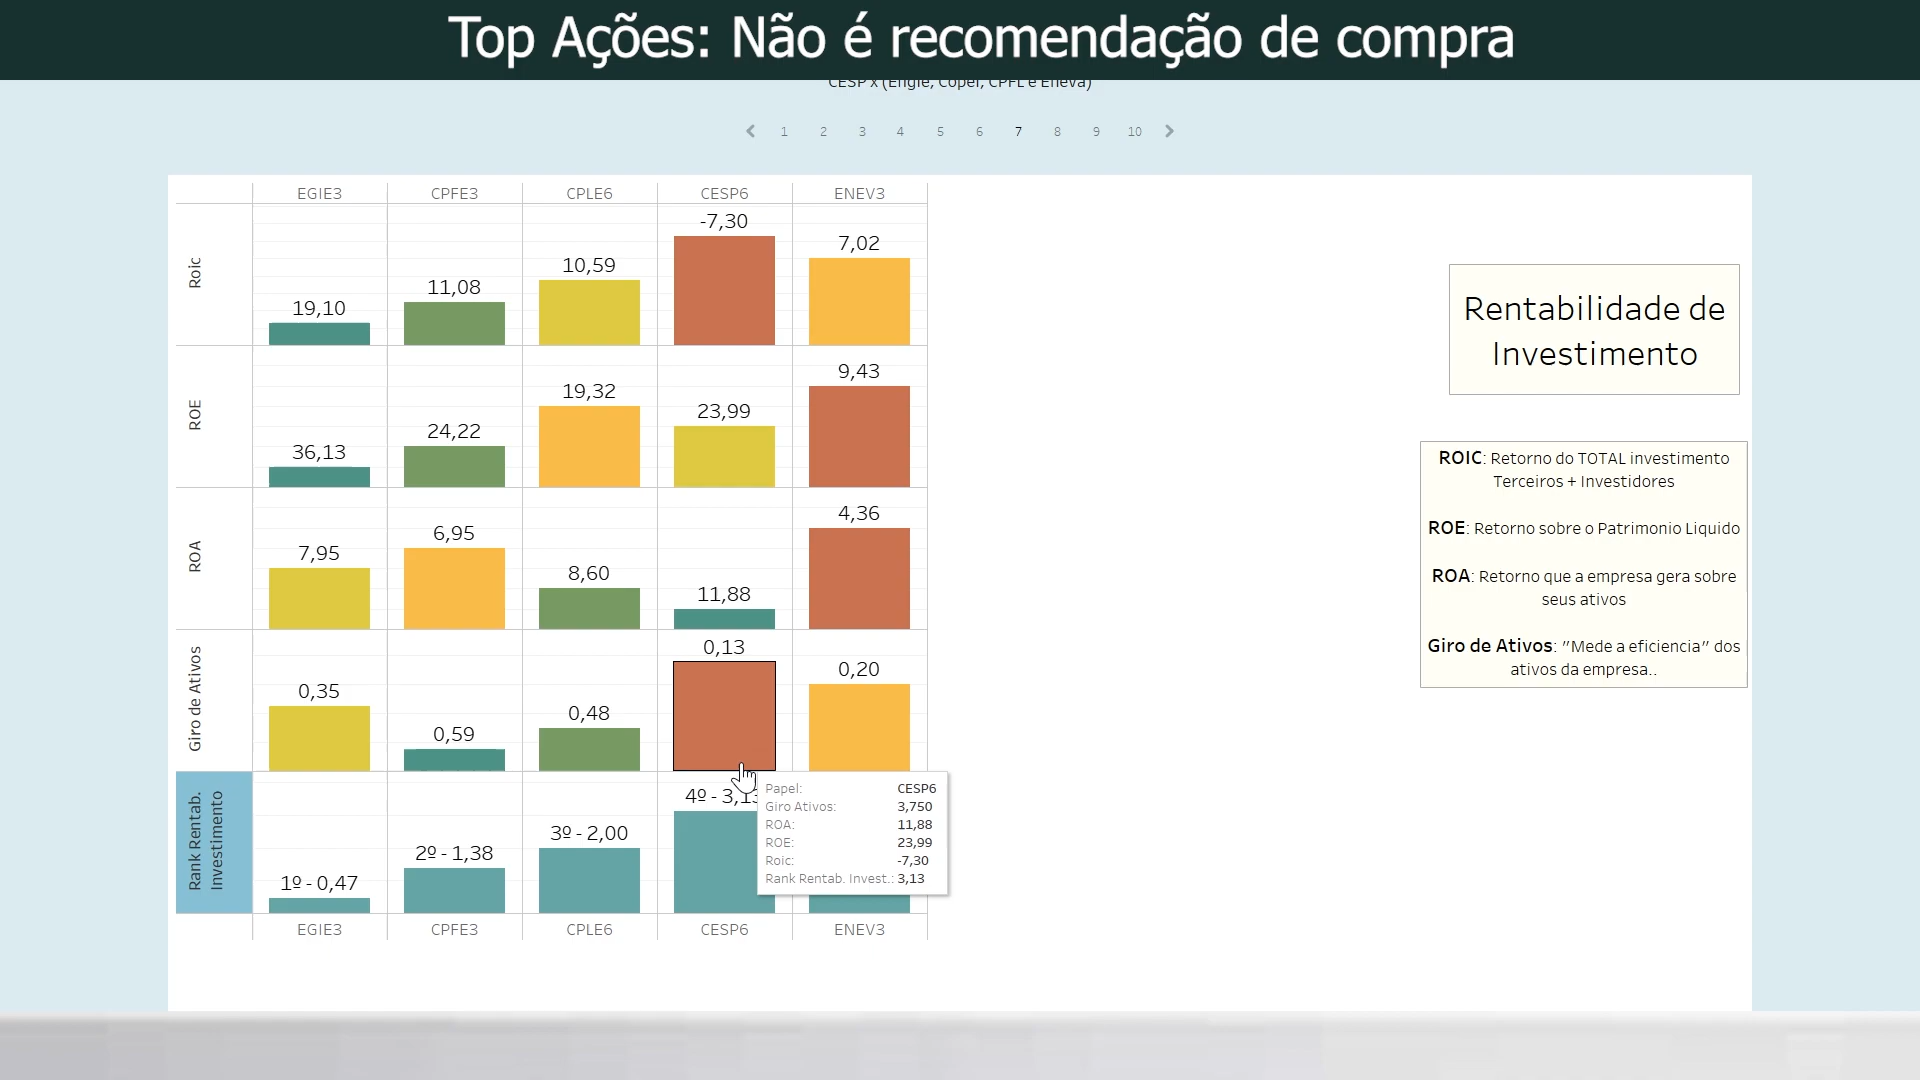 Top Ações: Não é recomendação de compra
CESP x (Engie, Copel, CPFL e Eneva)
1 2 3 4 5 6 7 8 9 10
EGIE3 CPFE3 CPLE6 CESP6 ENEV3
Roic
19,10 11,08 10,59 -7,30 7,02
ROE
36,13 24,22 19,32 23,99 9,43
ROA
7,95 6,95 8,60 11,88 4,36
Giro de Ativos
0,35 0,59 0,48 0,13 0,20
Rank Rentab.
Investimento
1º - 0,47 2º - 1,38 3º - 2,00 4º - 3,13
EGIE3 CPFE3 CPLE6 CESP6 ENEV3
Papel: CESP6
Giro Ativos: 3,750
ROA: 11,88
ROE: 23,99
Roic: -7,30
Rank Rentab. Invest.: 3,13
Rentabilidade de
Investimento
ROIC: Retorno do TOTAL investimento
Terceiros + Investidores
ROE: Retorno sobre o Patrimonio Liquido
ROA: Retorno que a empresa gera sobre
seus ativos
Giro de Ativos: "Mede a eficiencia" dos
ativos da empresa..